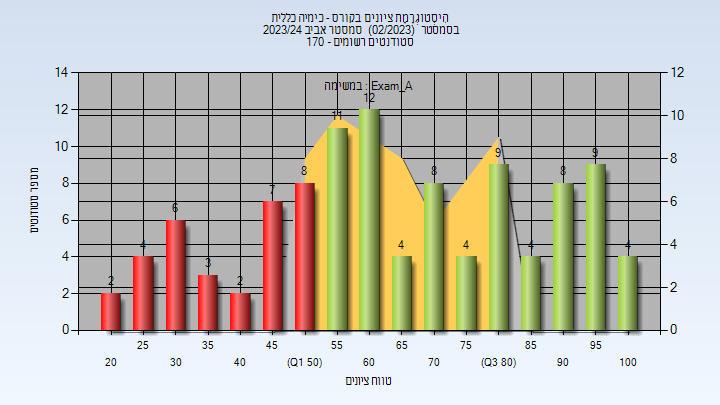 הִיסְטוֹגְרָמַת ציונים בקורס - כימיה כללית
בסמסטר (02/2023) סמסטר אביב 2023/24
סטודנטים רשומים - 170
במשימה : Exam_A
מספר סטודנטים
14 12 10 8 6 4 2 0
12 10 8 6 4 2 0
2 4 6 3 2 7 8 11 12 4 8 4 9 4 8 9 4
25 35 45 55 65 75 85 95
20 30 40 (Q1 50) 60 70 (Q3 80) 90 100
טווח ציונים